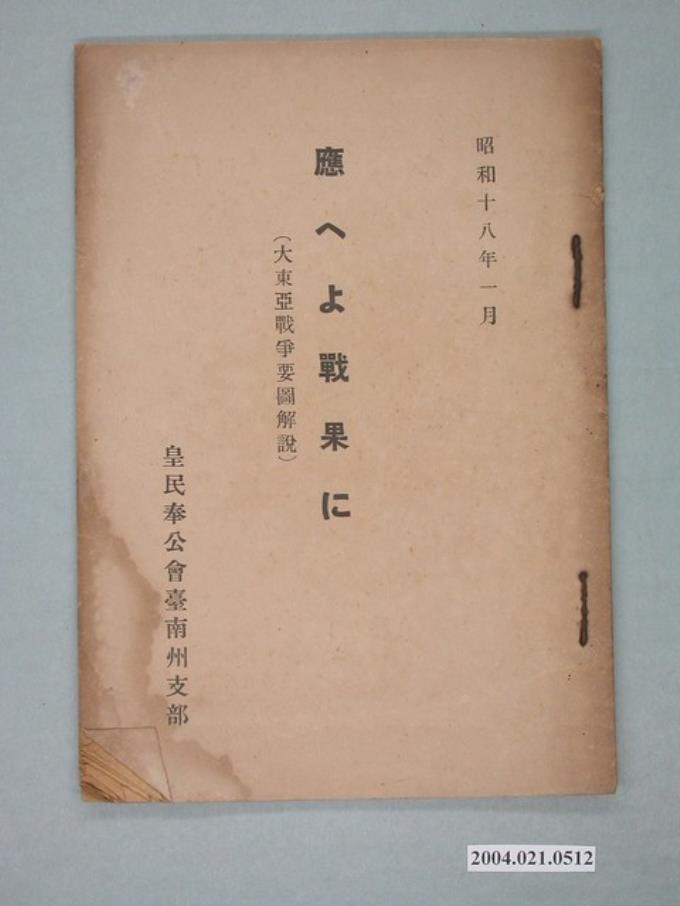 昭和十八年一月
應へよ戰果に
（大東亞戰爭要圖解說）
皇民奉公會臺南州支部
2004.021.0512